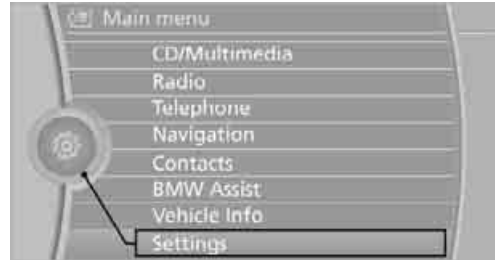 Main menu
CD/Multimedia
Radio
Telephone
Navigation
Contacts
BMW Assist
Vehicle Info
Settings